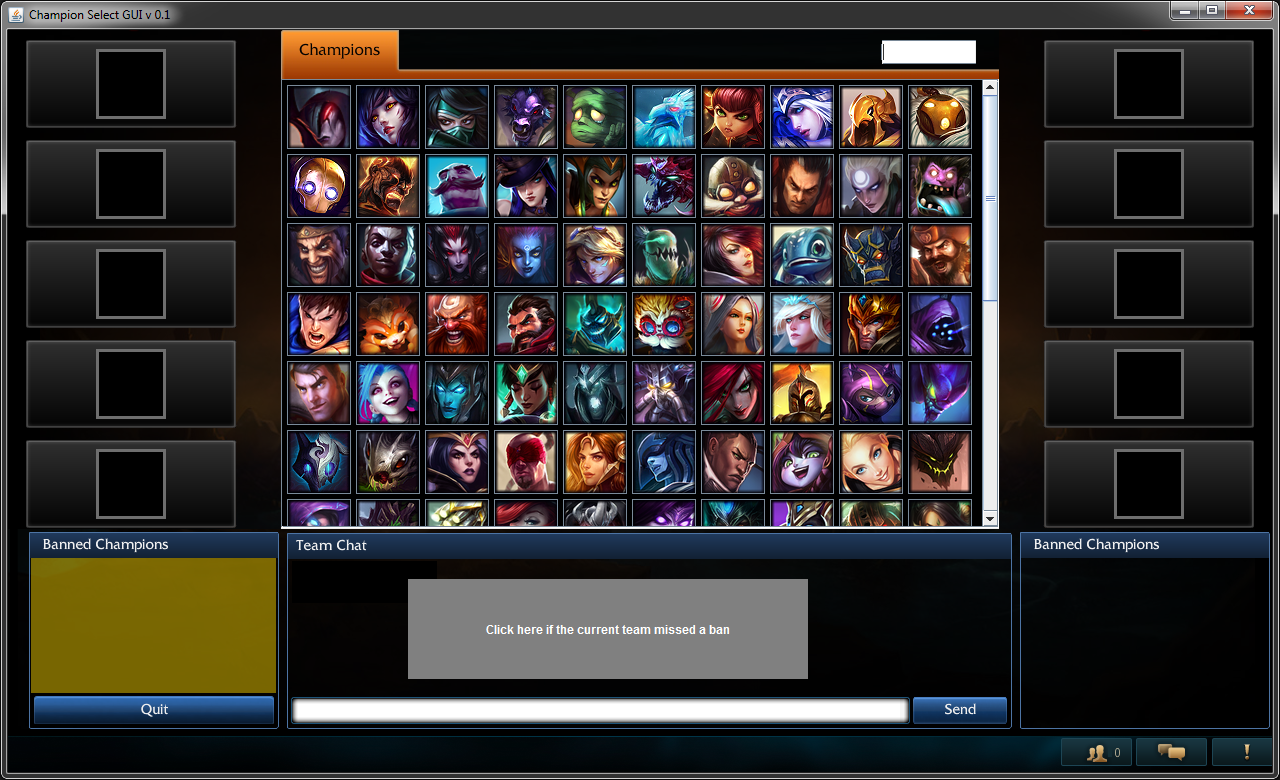 Champion Select GUI v 0.1
Champions
Banned Champions
Team Chat
Banned Champions
Click here if the current team missed a ban
Quit
Send
0
!